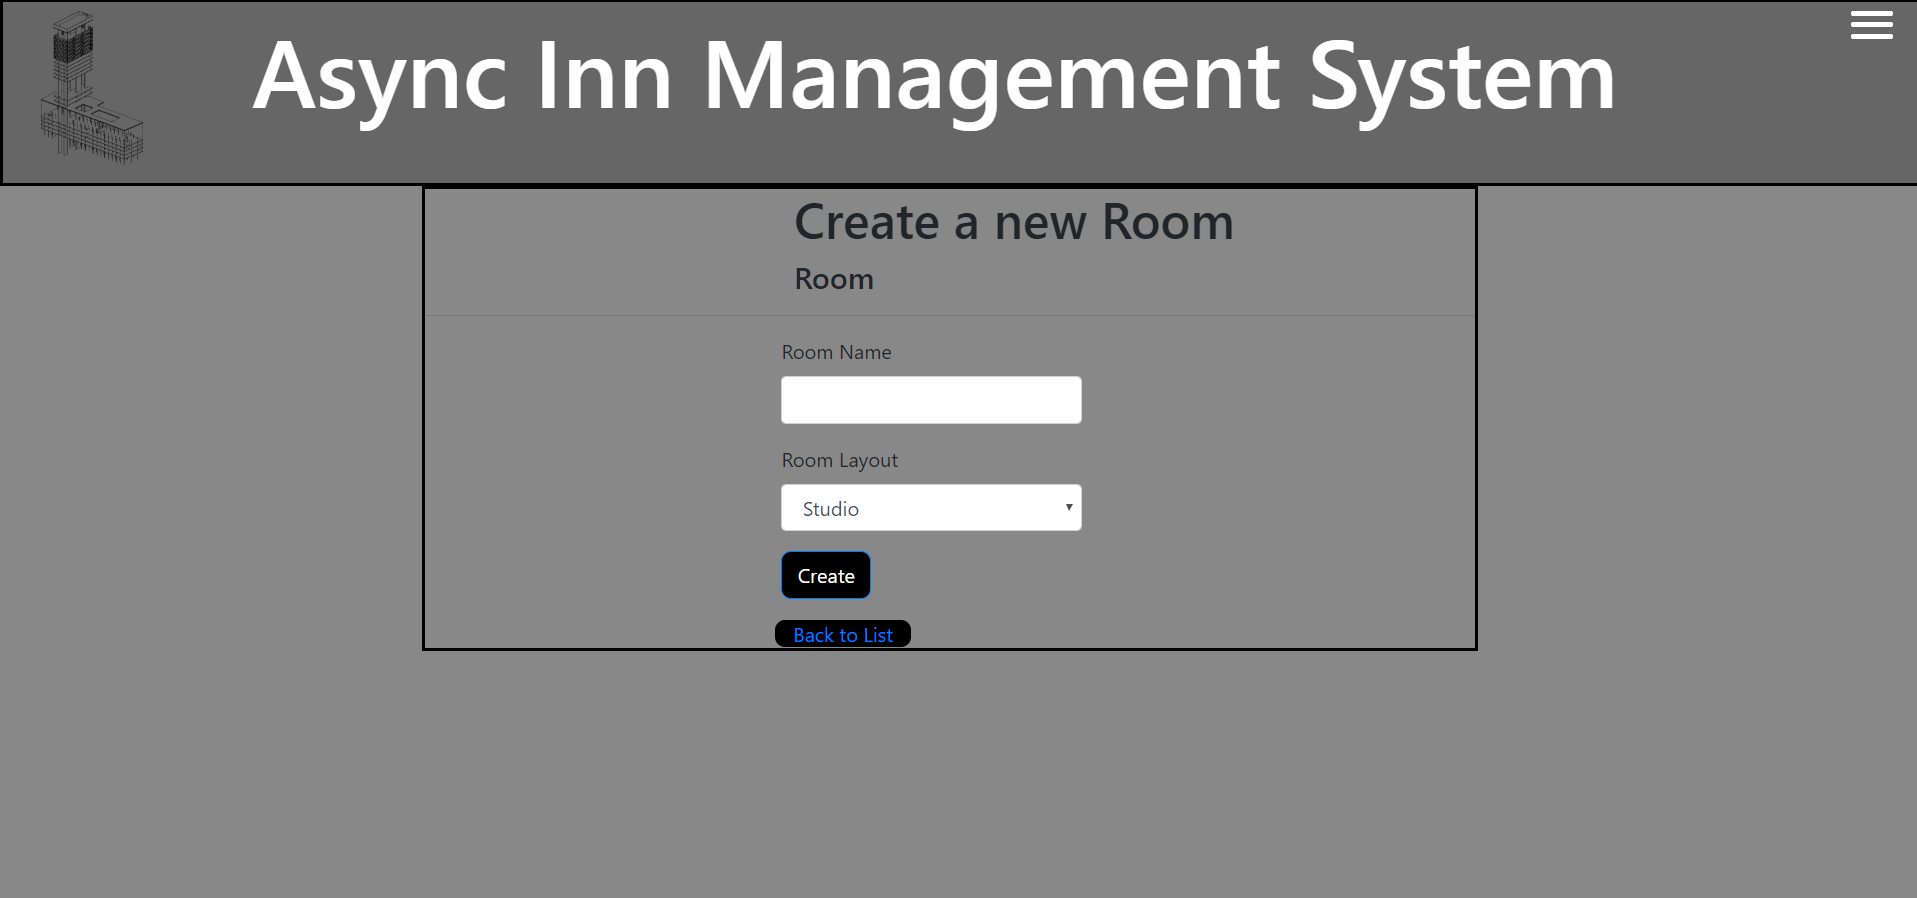 Async Inn Management System
Create a new Room
Room
Room Name
Room Layout
Studio
Create
Back to List